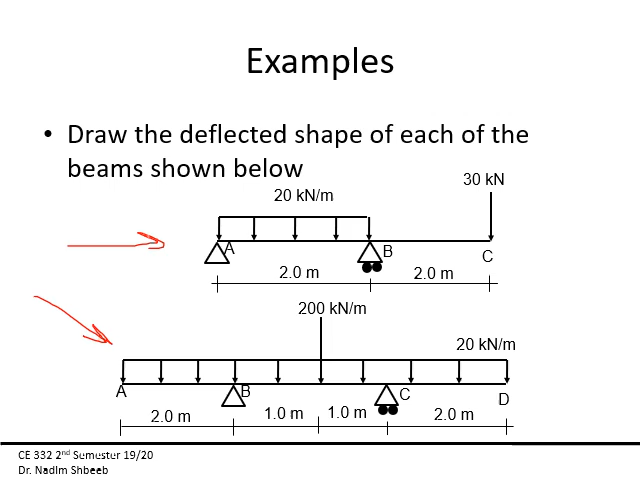 Examples
• Draw the deflected shape of each of the
beams shown below
30 kN
20 kN/m
A
B
C
2.0 m
2.0 m
200 kN/m
20 kN/m
A
B
C
D
2.0 m
1.0 m
1.0 m
2.0 m
CE 332 2nd Semester 19/20
Dr. Nadim Shbeeb